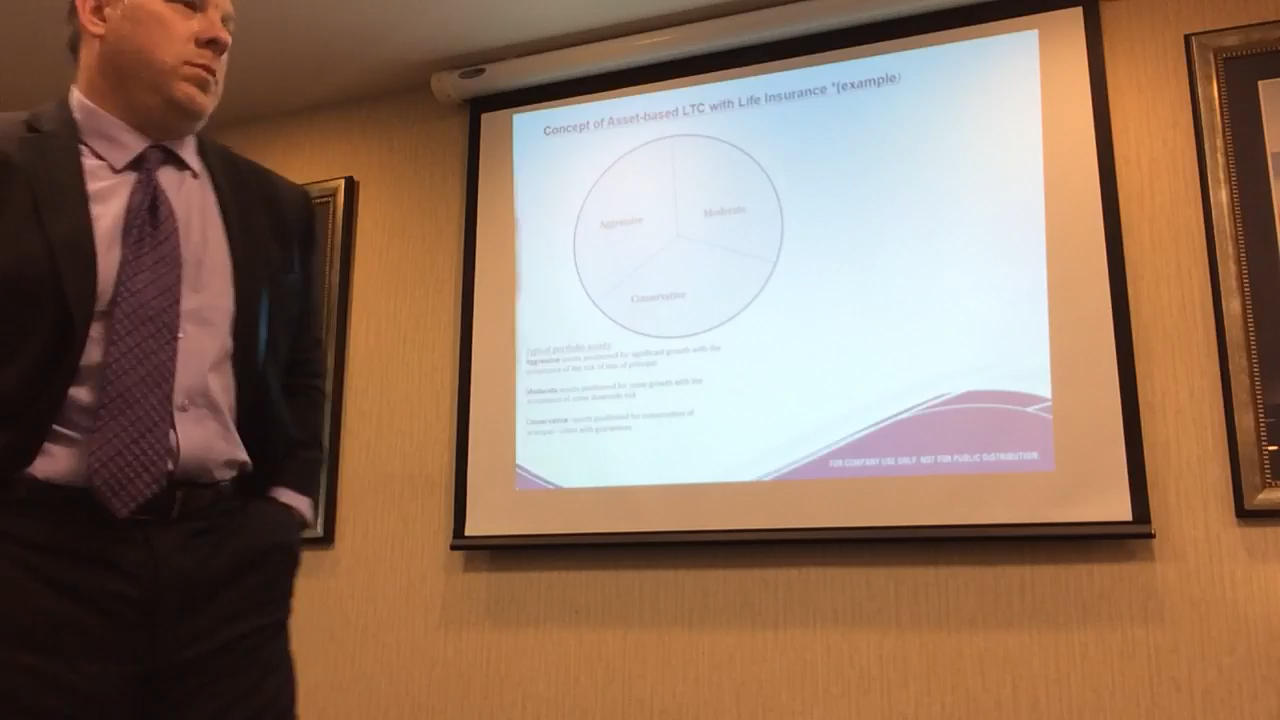 Concept of Asset-based LTC with Life Insurance *(example)
Aggressive
Moderate
Conservative
Typical portfolio assets
Aggressive assets positioned for significant growth with the
acceptance of the risk of loss of principal
Moderate assets positioned for some growth with the
acceptance of some downside risk
Conservative assets positioned for conservation of
principal - often with guarantees
FOR COMPANY USE ONLY. NOT FOR PUBLIC DISTRIBUTION.